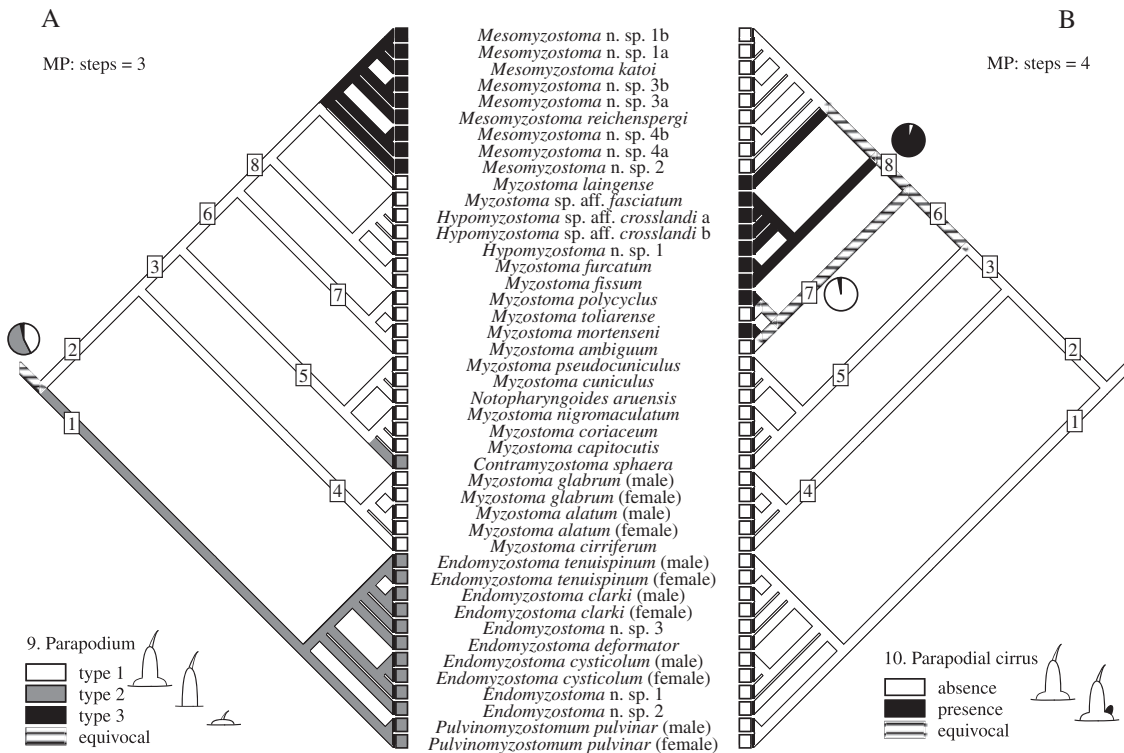 A
B
MP: steps = 3
MP: steps = 4
Mesomyzostoma n. sp. 1b
Mesomyzostoma n. sp. 1a
Mesomyzostoma katoi
Mesomyzostoma n. sp. 3b
Mesomyzostoma n. sp. 3a
Mesomyzostoma reichenspergi
Mesomyzostoma n. sp. 4b
Mesomyzostoma n. sp. 4a
Mesomyzostoma n. sp. 2
Myzostoma laingense
Myzostoma sp. aff. fasciatum
Hypomyzostoma sp. aff. crosslandi a
Hypomyzostoma sp. aff. crosslandi b
Hypomyzostoma n. sp. 1
Myzostoma furcatum
Myzostoma fissum
Myzostoma polycyclus
Myzostoma toliarense
Myzostoma mortenseni
Myzostoma ambiguum
Myzostoma pseudocuniculus
Myzostoma cuniculus
Notopharyngoides aruensis
Myzostoma nigromaculatum
Myzostoma coriaceum
Myzostoma capitocutis
Contramyzostoma sphaera
Myzostoma glabrum (male)
Myzostoma glabrum (female)
Myzostoma alatum (male)
Myzostoma alatum (female)
Myzostoma cirriferum
Endomyzostoma tenuispinum (male)
Endomyzostoma tenuispinum (female)
Endomyzostoma clarki (male)
Endomyzostoma clarki (female)
Endomyzostoma n. sp. 3
Endomyzostoma deformator
Endomyzostoma cysticolum (male)
Endomyzostoma cysticolum (female)
Endomyzostoma n. sp. 1
Endomyzostoma n. sp. 2
Pulvinomyzostomum pulvinar (male)
Pulvinomyzostomum pulvinar (female)
8
6
3
7
2
5
1
4
8
6
3
7
2
5
1
4
9. Parapodium
type 1
type 2
type 3
equivocal
10. Parapodial cirrus
absence
presence
equivocal